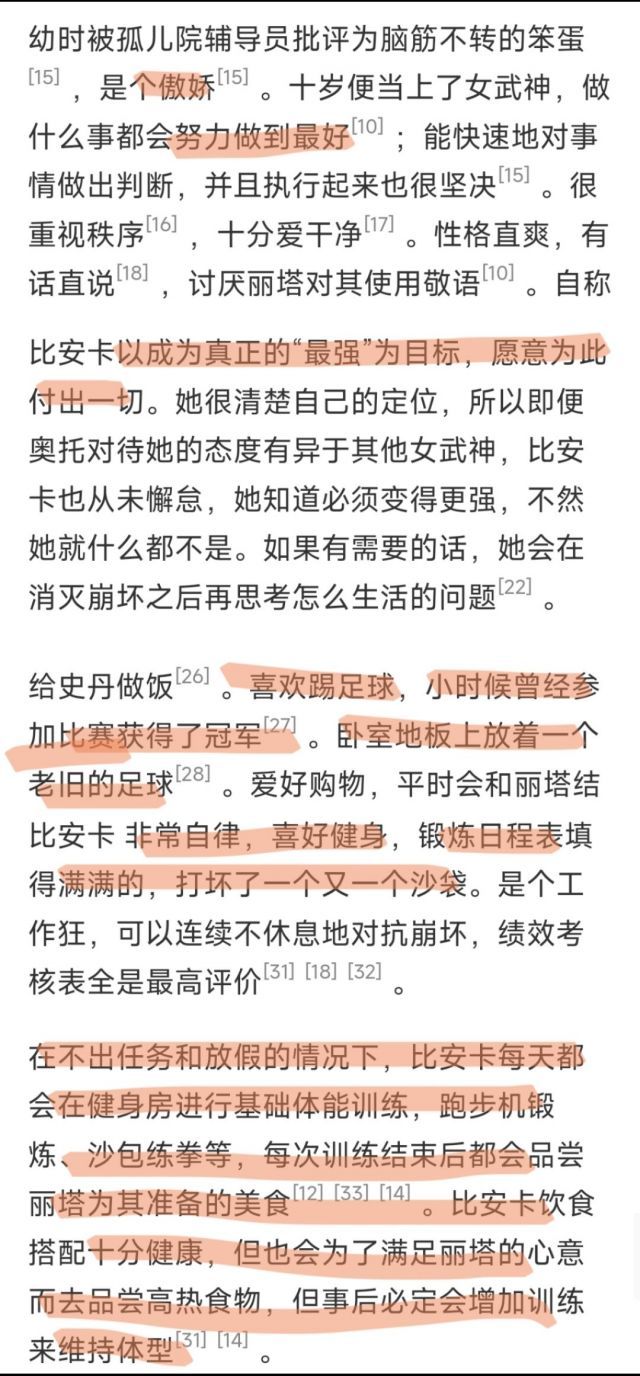 幼时被孤儿院辅导员批评为脑筋不转的笨蛋
[15]，是个傲娇[15]。十岁便当上了女武神，做
什么事都会努力做到最好[10]；能快速地对事
情做出判断，并且执行起来也很坚决[15]。很
重视秩序[16]，十分爱干净[17]。性格直爽，有
话直说[18]，讨厌丽塔对其使用敬语[10]。自称
比安卡以成为真正的“最强”为目标，愿意为此
付出一切。她很清楚自己的定位，所以即便
奥托对待她的态度有异于其他女武神，比安
卡也从未懈怠，她知道必须变得更强，不然
她就什么都不是。如果有需要的话，她会在
消灭崩坏之后再思考怎么生活的问题[22]。
给史丹做饭[26]。喜欢踢足球，小时候曾经参
加比赛获得了冠军[27]。卧室地板上放着一个
老旧的足球[28]。爱好购物，平时会和丽塔结
比安卡 非常自律，喜好健身，锻炼日程表填
得满满的，打坏了一个又一个沙袋。是个工
作狂，可以连续不休息地对抗崩坏，绩效考
核表全是最高评价[31] [18] [32]。
在不出任务和放假的情况下，比安卡每天都
会在健身房进行基础体能训练，跑步机锻
炼、沙包练拳等，每次训练结束后都会品尝
丽塔为其准备的美食[12] [33] [14]。比安卡饮食
搭配十分健康，但也会为了满足丽塔的心意
而去品尝高热食物，但事后必定会增加训练
来维持体型[31] [14]。